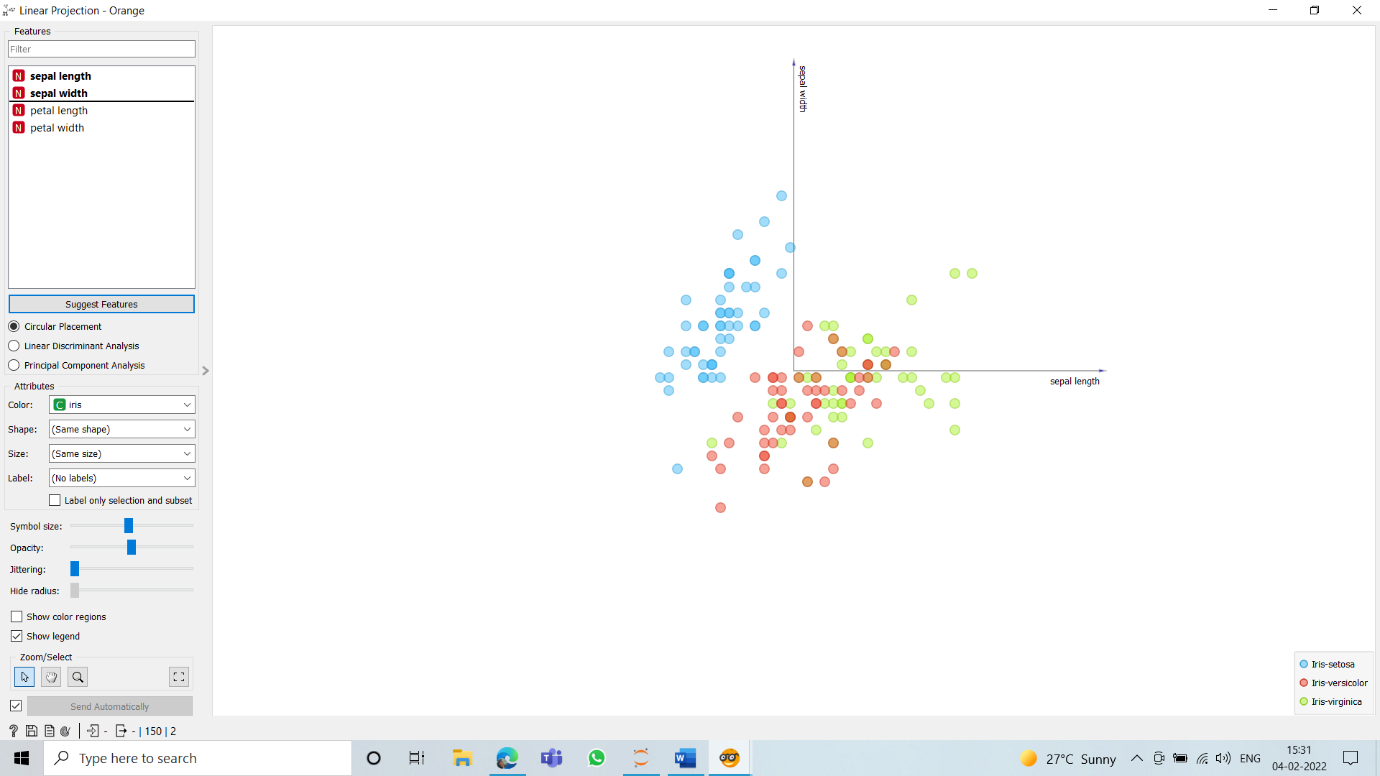 Linear Projection - Orange
Features
Filter
N sepal length
N sepal width
N petal length
N petal width
Suggest Features
Circular Placement
Linear Discriminant Analysis
Principal Component Analysis
Attributes
Color: C iris
Shape: (Same shape)
Size: (Same size)
Label: (No labels)
Label only selection and subset
Symbol size:
Opacity:
Jittering:
Hide radius:
Show color regions
Show legend
Zoom/Select
Send Automatically
? - - | 150 | 2
sepal width
sepal length
Iris-setosa
Iris-versicolor
Iris-virginica
Type here to search
27°C Sunny
ENG
15:31
04-02-2022